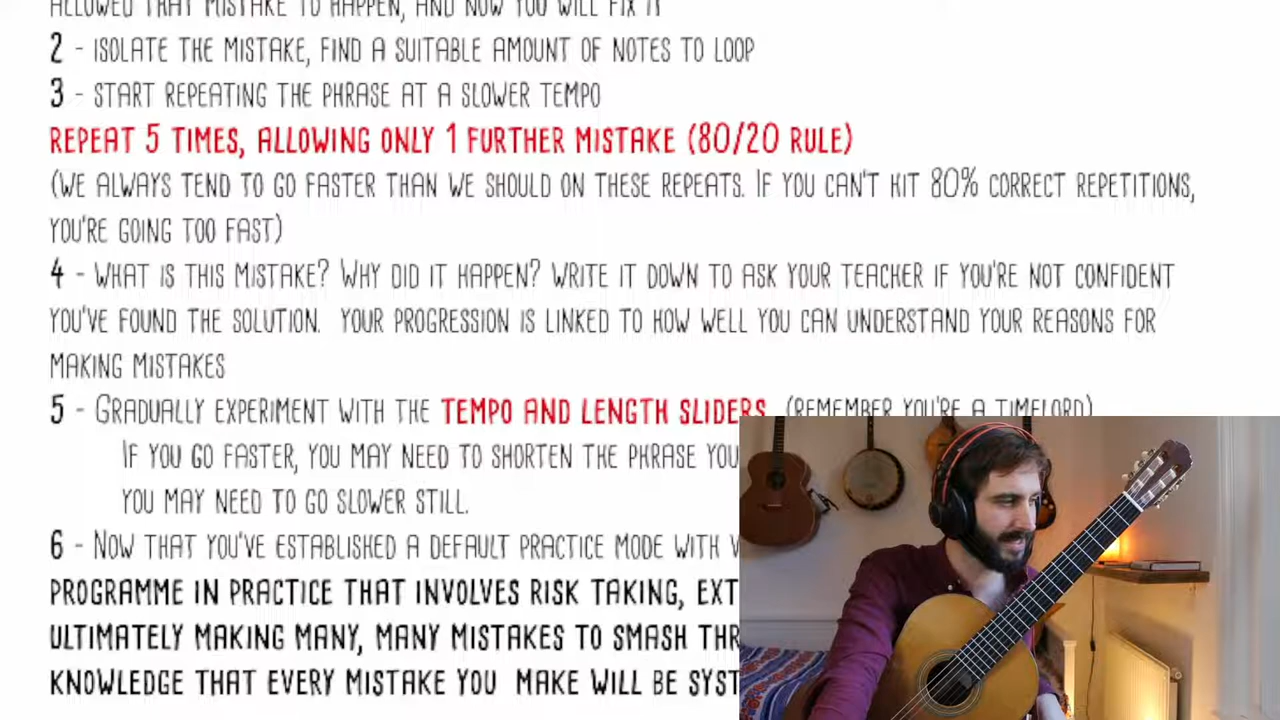 ALLOWED THAT MISTAKE TO HAPPEN, AND NOW YOU WILL FIX IT
2 - ISOLATE THE MISTAKE, FIND A SUITABLE AMOUNT OF NOTES TO LOOP
3 - START REPEATING THE PHRASE AT A SLOWER TEMPO
REPEAT 5 TIMES, ALLOWING ONLY 1 FURTHER MISTAKE (80/20 RULE)
(WE ALWAYS TEND TO GO FASTER THAN WE SHOULD ON THESE REPEATS. IF YOU CAN'T HIT 80% CORRECT REPETITIONS,
YOU'RE GOING TOO FAST)
4 - WHAT IS THIS MISTAKE? WHY DID IT HAPPEN? WRITE IT DOWN TO ASK YOUR TEACHER IF YOU'RE NOT CONFIDENT
YOU'VE FOUND THE SOLUTION. YOUR PROGRESSION IS LINKED TO HOW WELL YOU CAN UNDERSTAND YOUR REASONS FOR
MAKING MISTAKES
5 - GRADUALLY EXPERIMENT WITH THE TEMPO AND LENGTH SLIDERS (REMEMBER YOU'RE A TIMELORD)
IF YOU GO FASTER, YOU MAY NEED TO SHORTEN THE PHRASE YOU
YOU MAY NEED TO GO SLOWER STILL.
6 - NOW THAT YOU'VE ESTABLISHED A DEFAULT PRACTICE MODE WITH
PROGRAMME IN PRACTICE THAT INVOLVES RISK TAKING, EXT
ULTIMATELY MAKING MANY, MANY MISTAKES TO SMASH THR
KNOWLEDGE THAT EVERY MISTAKE YOU MAKE WILL BE SYST